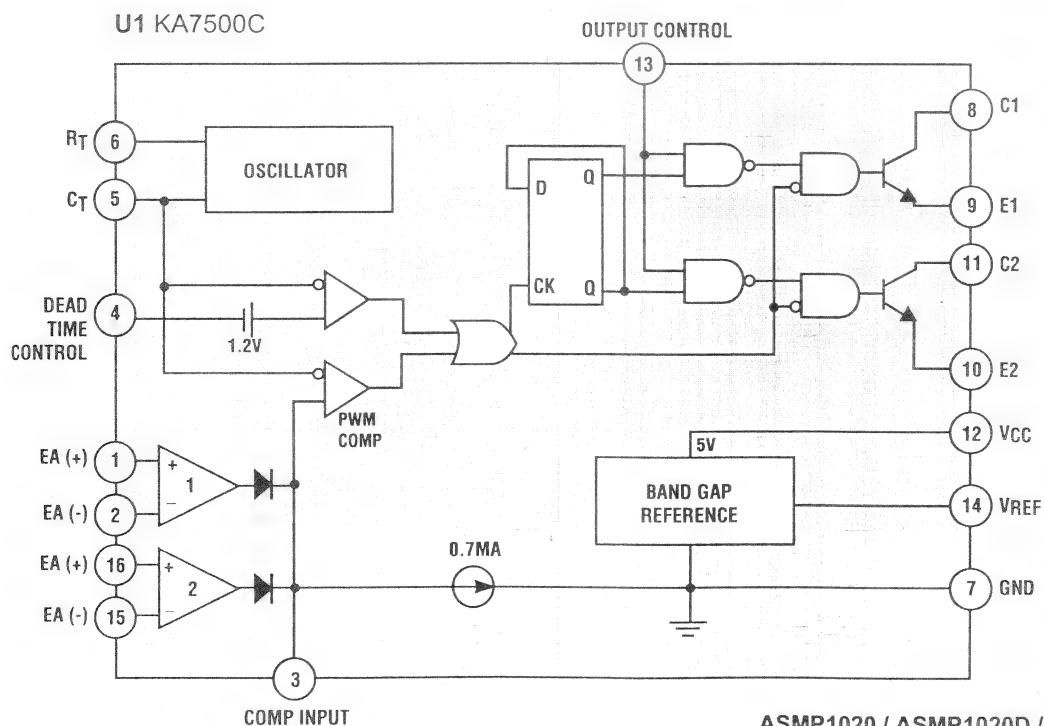 U1 KA7500C
OUTPUT CONTROL
13
8 C1
RT 6
OSCILLATOR
CT 5
D Q
9 E1
11 C2
CK Q
DEAD
TIME
CONTROL
4
1.2V
10 E2
PWM
COMP
12 VCC
5V
EA (+) 1
+
1
−
EA (-) 2
BAND GAP
REFERENCE
14 VREF
EA (+) 16
+
2
−
EA (-) 15
0.7MA
7 GND
3
COMP INPUT
ASMP1020 / ASMP1020D /